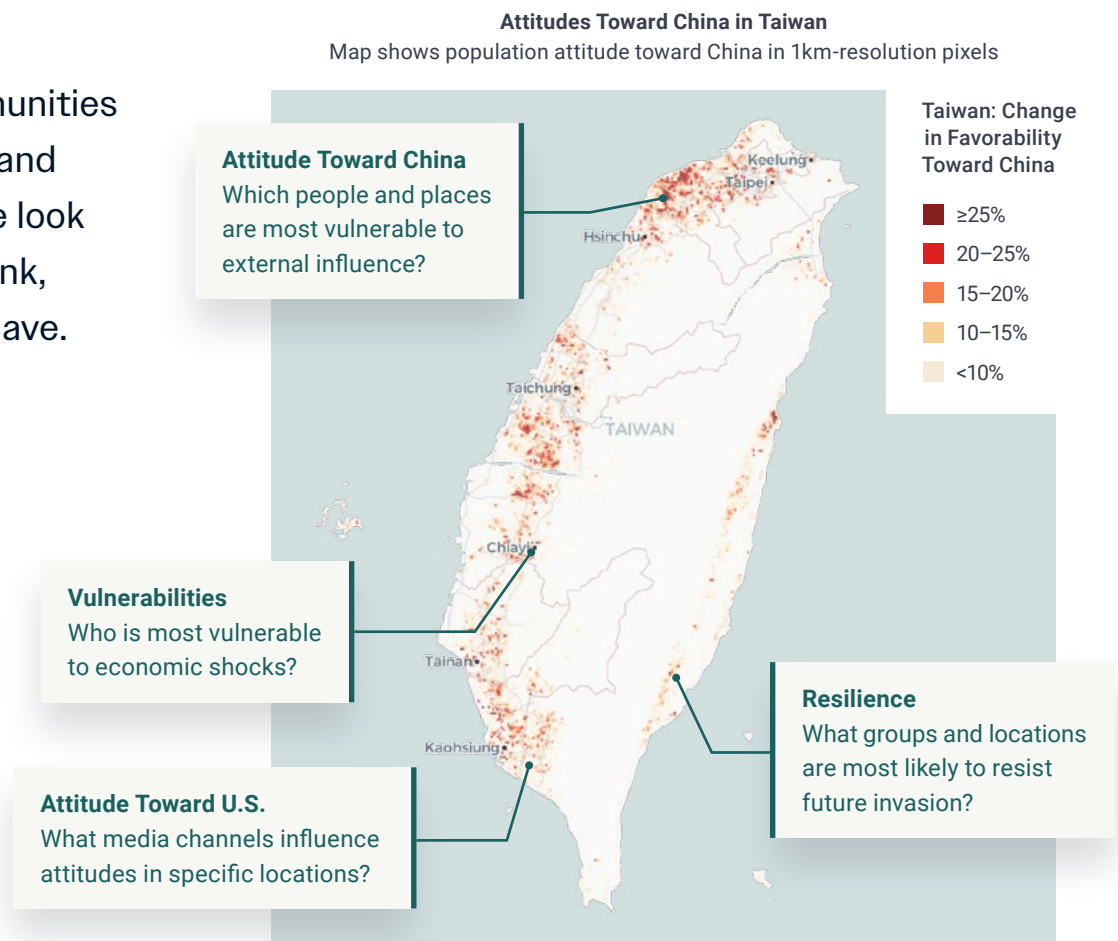 Attitudes Toward China in Taiwan
Map shows population attitude toward China in 1km-resolution pixels
munities
and
e look
nk,
ave.
Attitude Toward China
Which people and places
are most vulnerable to
external influence?
Taiwan: Change
in Favorability
Toward China
≥25%
20–25%
15–20%
10–15%
<10%
Keelung
Taipei
Hsinchu
Taichung
TAIWAN
Chiayi
Vulnerabilities
Who is most vulnerable
to economic shocks?
Tainan
Resilience
What groups and locations
are most likely to resist
future invasion?
Kaohsiung
Attitude Toward U.S.
What media channels influence
attitudes in specific locations?